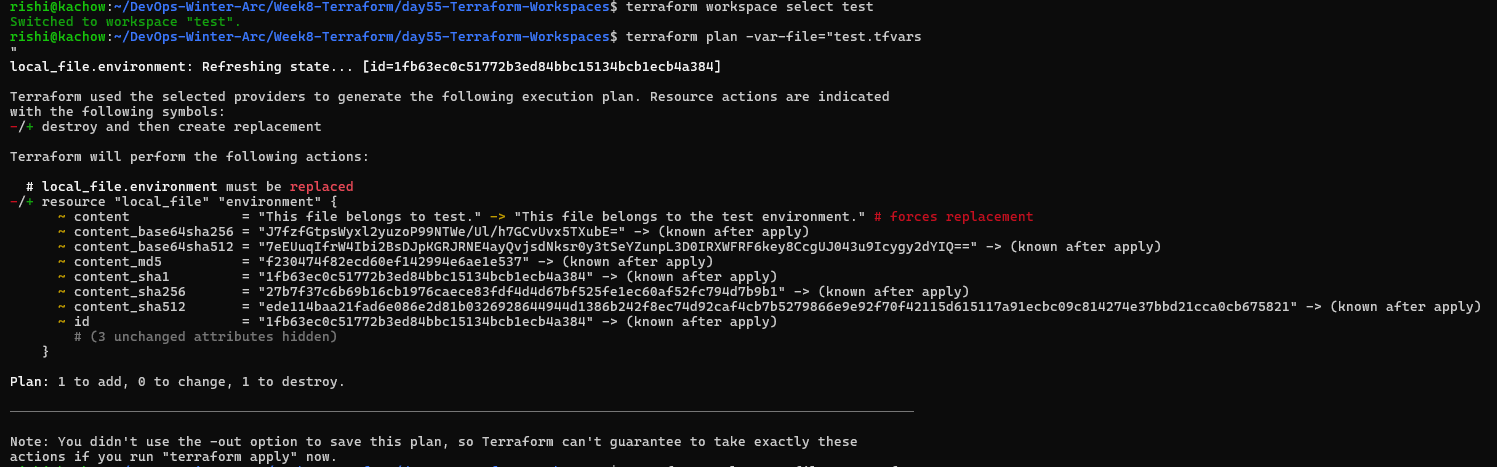 rishi@kachow:~/DevOps-Winter-Arc/Week8-Terraform/day55-Terraform-Workspaces$ terraform workspace select test
Switched to workspace "test".
rishi@kachow:~/DevOps-Winter-Arc/Week8-Terraform/day55-Terraform-Workspaces$ terraform plan -var-file="test.tfvars
"
local_file.environment: Refreshing state... [id=1fb63ec0c51772b3ed84bbc15134bcb1ecb4a384]
Terraform used the selected providers to generate the following execution plan. Resource actions are indicated
with the following symbols:
-/+ destroy and then create replacement
Terraform will perform the following actions:
# local_file.environment must be replaced
-/+ resource "local_file" "environment" {
~ content = "This file belongs to test." -> "This file belongs to the test environment." # forces replacement
~ content_base64sha256 = "J7fzfGtpsWyxl2yuzoP99NTWe/Ul/h7GCvUvx5TXubE=" -> (known after apply)
~ content_base64sha512 = "7eEUuqIfrW4Ibi2BsDJpKGRJRNE4ayQvjsdNksr0y3tSeYZunpL3D0IRXWFRF6key8CcgUJ043u9Icygy2dYIQ==" -> (known after apply)
~ content_md5 = "f230474f82ecd60ef142994e6ae1e537" -> (known after apply)
~ content_sha1 = "1fb63ec0c51772b3ed84bbc15134bcb1ecb4a384" -> (known after apply)
~ content_sha256 = "27b7f37c6b69b16cb1976caece83fdf4d4d67bf525fe1ec60af52fc794d7b9b1" -> (known after apply)
~ content_sha512 = "ede114baa21fad6e086e2d81b0326928644944d1386b242f8ec74d92caf4cb7b5279866e9e92f70f42115d615117a91ecbc09c814274e37bbd21cca0cb675821" -> (known after apply)
~ id = "1fb63ec0c51772b3ed84bbc15134bcb1ecb4a384" -> (known after apply)
# (3 unchanged attributes hidden)
}
Plan: 1 to add, 0 to change, 1 to destroy.
Note: You didn't use the -out option to save this plan, so Terraform can't guarantee to take exactly these
actions if you run "terraform apply" now.